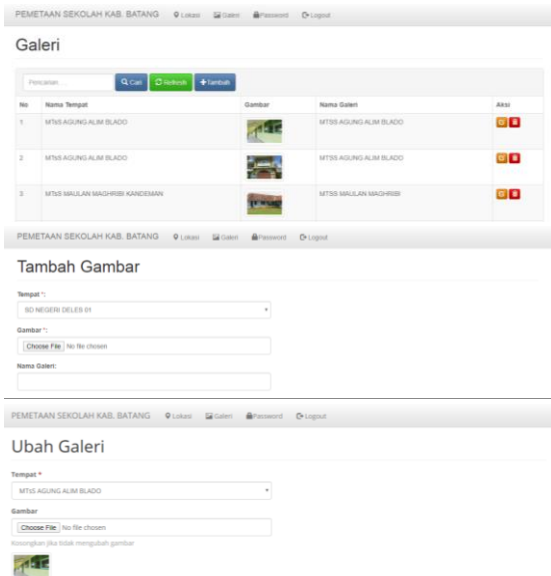 PEMETAAN SEKOLAH KAB. BATANG Lokasi Galeri Password Logout
Galeri
Pencarian... Cari Refresh Tambah
No Nama Tempat Gambar Nama Galeri Aksi
1 MTsS AGUNG ALIM BLADO MTSS AGUNG ALIM BLADO
2 MTsS AGUNG ALIM BLADO MTSS AGUNG ALIM BLADO
3 MTsS MAULAN MAGHRIBI KANDEMAN MTSS MAULAN MAGHRIBI
PEMETAAN SEKOLAH KAB. BATANG Lokasi Galeri Password Logout
Tambah Gambar
Tempat *:
SD NEGERI DELES 01
Gambar *:
Choose File No file chosen
Nama Galeri:
PEMETAAN SEKOLAH KAB. BATANG Lokasi Galeri Password Logout
Ubah Galeri
Tempat *
MTsS AGUNG ALIM BLADO
Gambar
Choose File No file chosen
Kosongkan jika tidak mengubah gambar